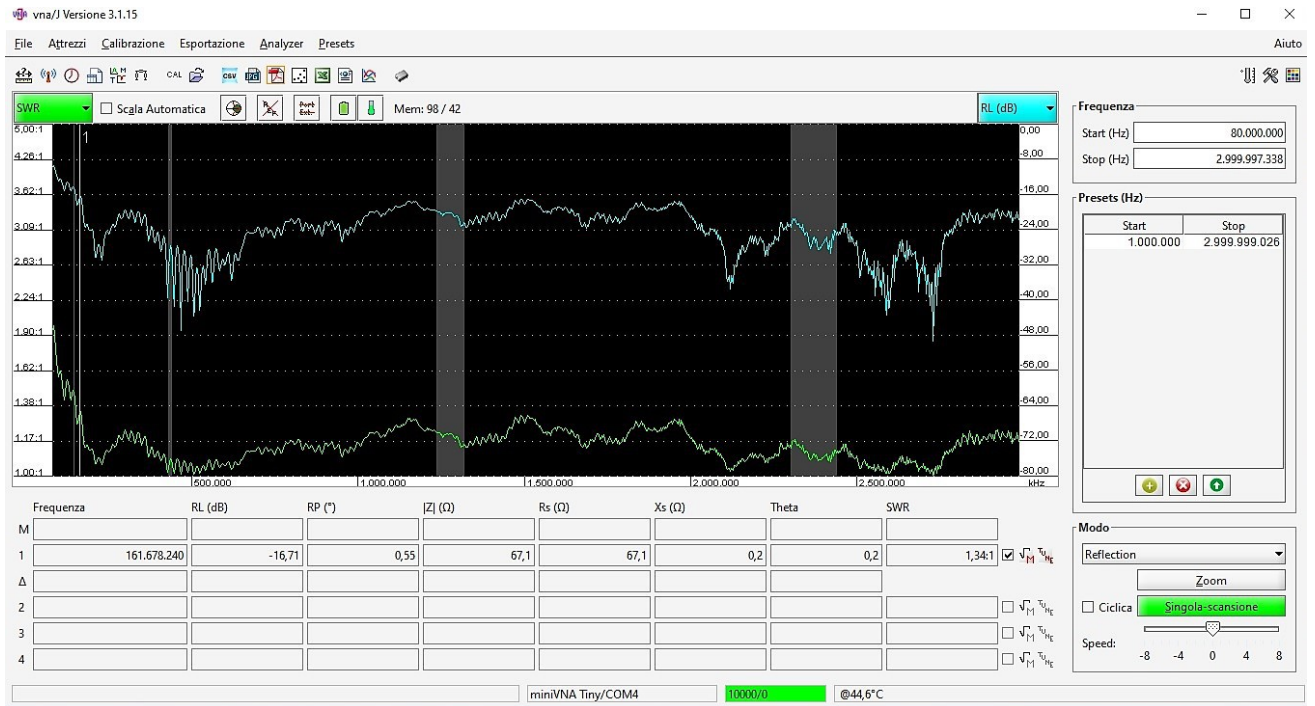 vna/J Versione 3.1.15
File Attrezzi Calibrazione Esportazione Analyzer Presets Aiuto
CAL CSV
SWR Scala Automatica Port Ext- Mem: 98 / 42 RL (dB)
5,00:1 1 0,00
4.26:1 -8,00
3.62:1 -16,00
3.09:1 -24,00
2.63:1 -32,00
2.24:1 -40,00
1.90:1 -48,00
1.62:1 -56,00
1.38:1 -64,00
1.17:1 -72,00
1.00:1 -80,00
500.000 1.000.000 1.500.000 2.000.000 2.500.000 kHz
Frequenza
Start (Hz) 80.000.000
Stop (Hz) 2.999.997.338
Presets (Hz)
Start Stop
1.000.000 2.999.999.026
Frequenza RL (dB) RP (°) |Z| (Ω) Rs (Ω) Xs (Ω) Theta SWR
M
1 161.678.240 -16,71 0,55 67,1 67,1 0,2 0,2 1,34:1
Δ
2
3
4
Modo
Reflection
Zoom
Ciclica Singola-scansione
Speed:
-8 -4 0 4 8
miniVNA Tiny/COM4 10000/0 @44,6°C